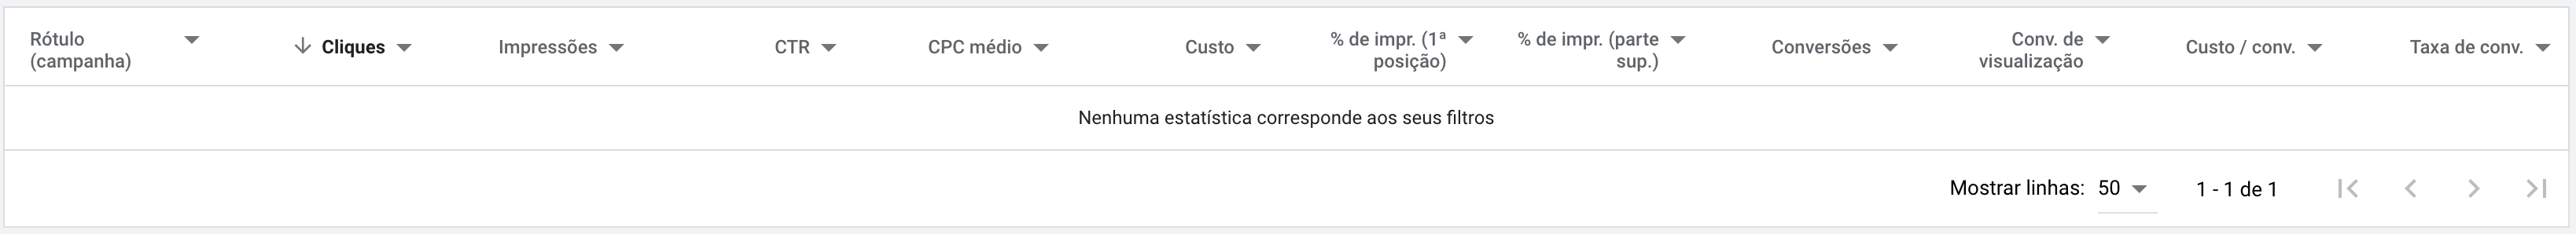 Rótulo
(campanha)
Cliques
Impressões
CTR
CPC médio
Custo
% de impr. (1ª
posição)
% de impr. (parte
sup.)
Conversões
Conv. de
visualização
Custo / conv.
Taxa de conv.
Nenhuma estatística corresponde aos seus filtros
Mostrar linhas: 50 1 - 1 de 1